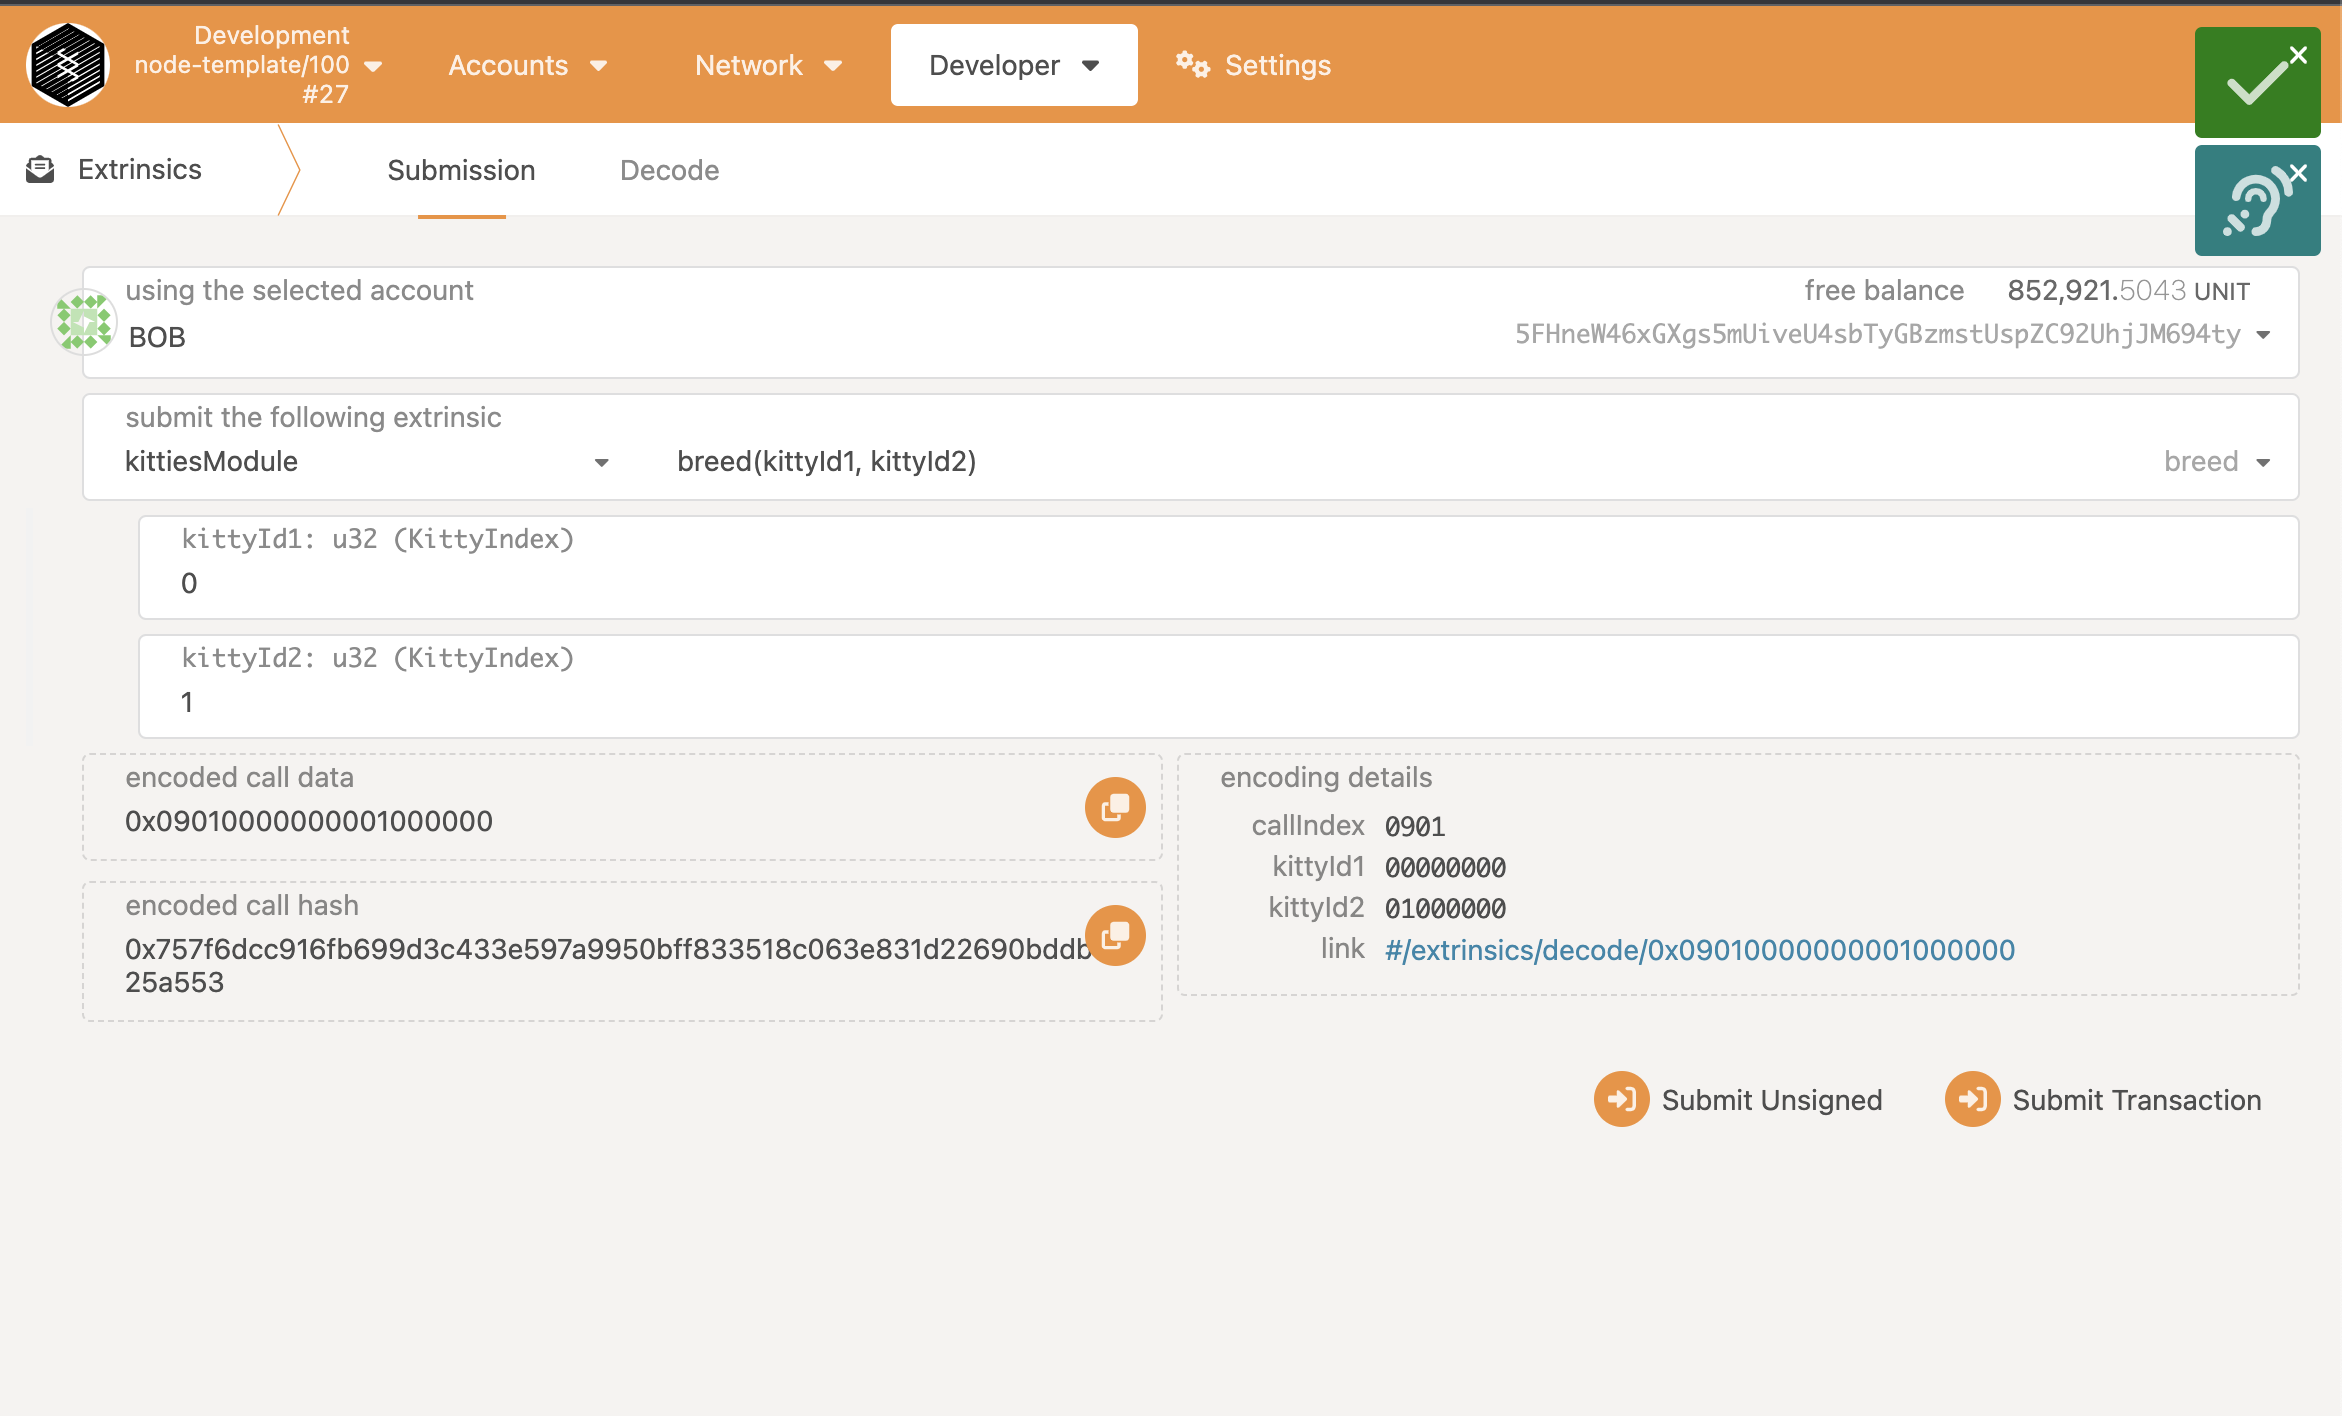 Development
node-template/100
#27
Accounts
Network
Developer
Settings
Extrinsics
Submission
Decode
using the selected account
BOB
free balance 852,921.5043 UNIT
5FHneW46xGXgs5mUiveU4sbTyGBzmstUspZC92UhjJM694ty
submit the following extrinsic
kittiesModule
breed(kittyId1, kittyId2)
breed
kittyId1: u32 (KittyIndex)
0
kittyId2: u32 (KittyIndex)
1
encoded call data
0x09010000000001000000
encoded call hash
0x757f6dcc916fb699d3c433e597a9950bff833518c063e831d22690bddb
25a553
encoding details
callIndex 0901
kittyId1 00000000
kittyId2 01000000
link #/extrinsics/decode/0x09010000000001000000
Submit Unsigned
Submit Transaction